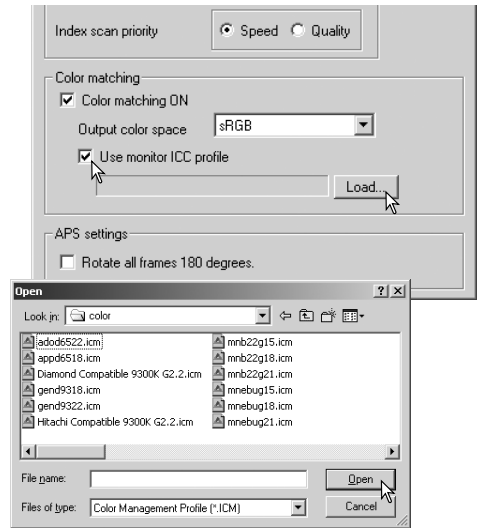 Index scan priority Speed Quality
Color matching
Color matching ON
Output color space sRGB
Use monitor ICC profile
Load...
APS settings
Rotate all frames 180 degrees.
Open
Look in: color
adod6522.icm mnb22g15.icm
appd6518.icm mnb22g18.icm
Diamond Compatible 9300K G2.2.icm mnb22g21.icm
gend9318.icm mnebug15.icm
gend9322.icm mnebug18.icm
Hitachi Compatible 9300K G2.2.icm mnebug21.icm
File name: Open
Files of type: Color Management Profile (*.ICM) Cancel